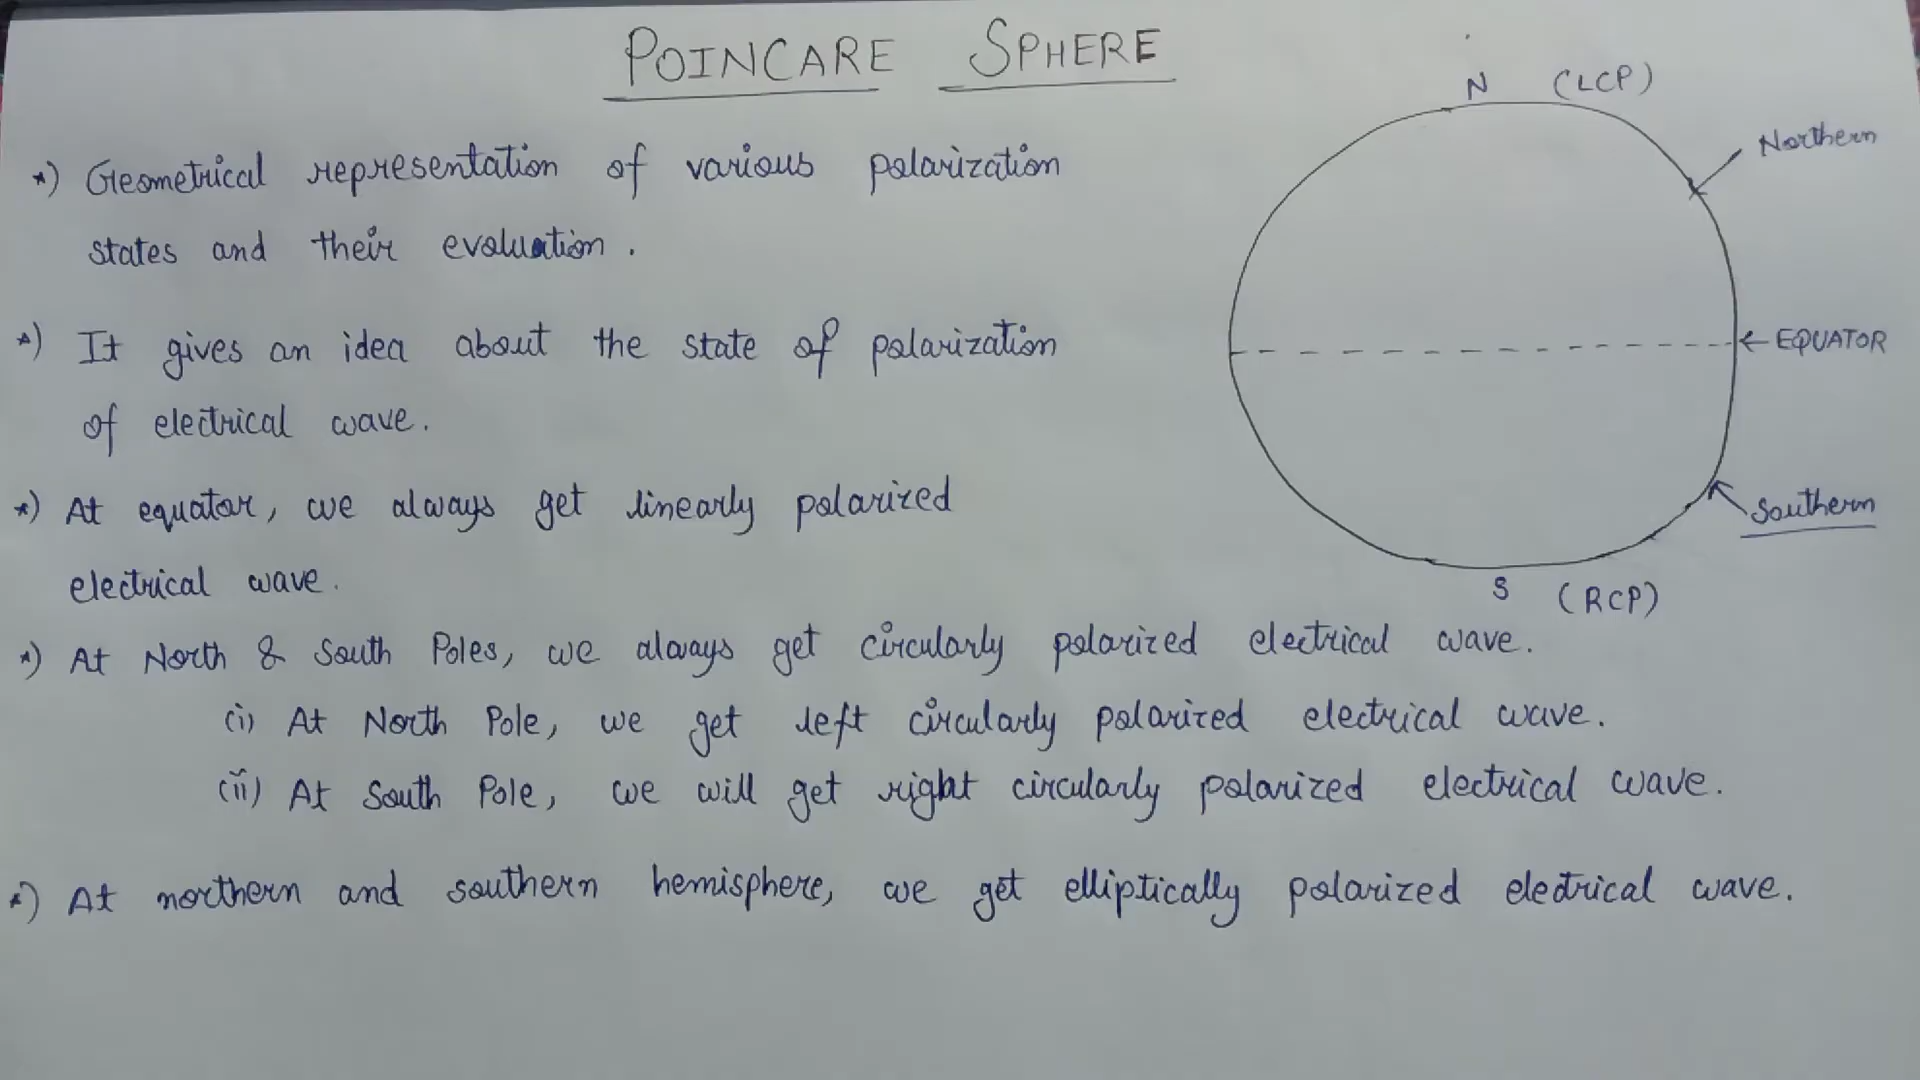 POINCARE SPHERE
*) Geometrical representation of various polarization
states and their evaluation.
*) It gives an idea about the state of polarization
of electrical wave.
*) At equator, we always get linearly polarized
electrical wave.
*) At North & South Poles, we always get circularly polarized electrical wave.
(i) At North Pole, we get left circularly polarized electrical wave.
(ii) At South Pole, we will get right circularly polarized electrical wave.
*) At northern and southern hemisphere, we get elliptically polarized electrical wave.
N (LCP)
Northern
← EQUATOR
Southern
S (RCP)